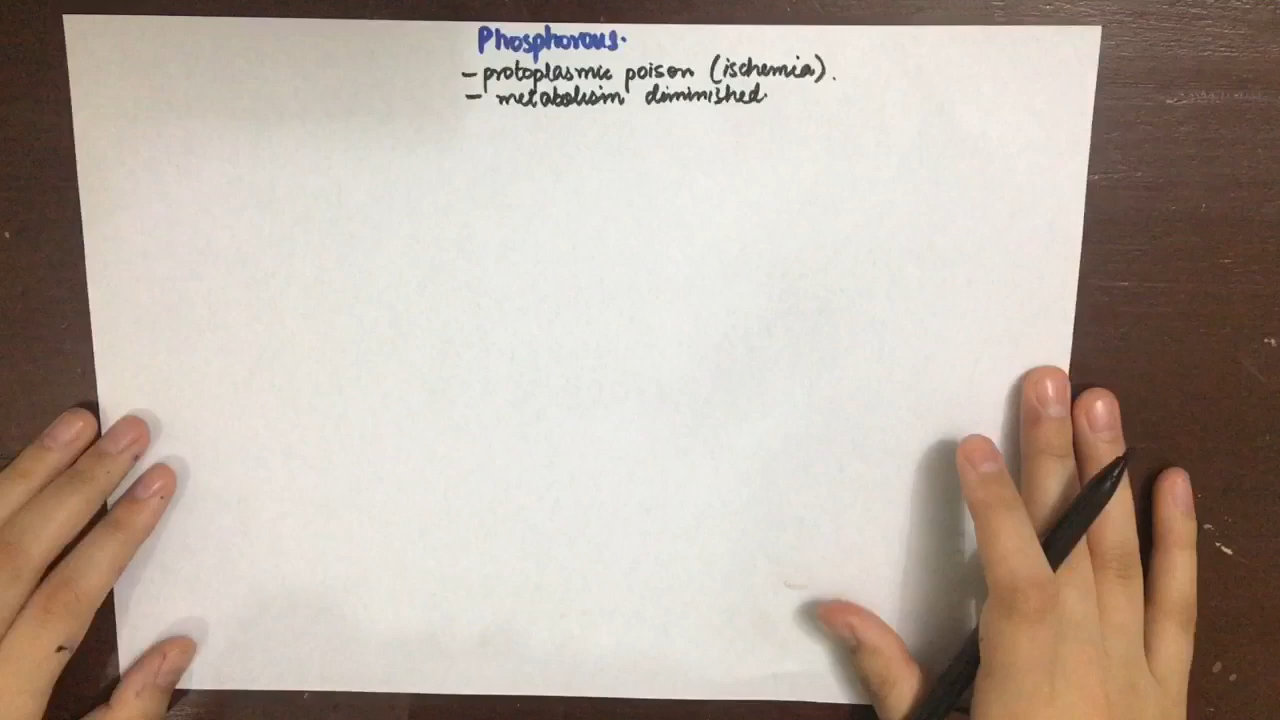 Phosphorous.
- protoplasmic poison (ischemia).
- metabolism diminished.